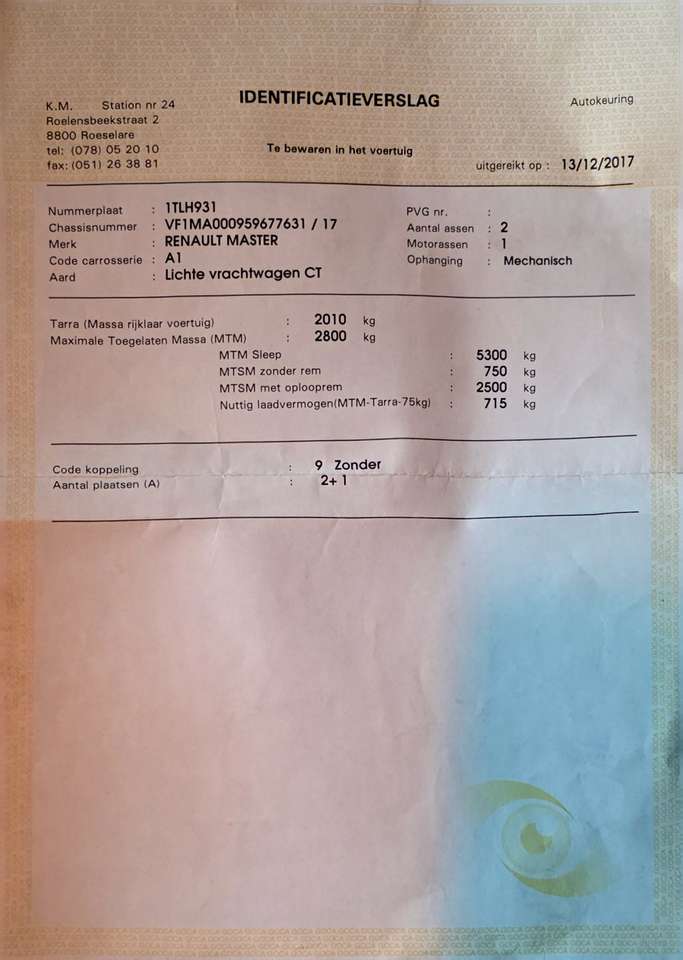 IDENTIFICATIEVERSLAG
K.M. Station nr 24
Autokeuring
Roelensbeekstraat 2
8800 Roeselare
tel: (078) 05 20 10
Te bewaren in het voertuig
fax: (051) 26 38 81
uitgereikt op : 13/12/2017
Nummerplaat : 1TLH931
PVG nr. :
Chassisnummer : VF1MA000959677631 / 17
Aantal assen : 2
Merk : RENAULT MASTER
Motorassen : 1
Code carrosserie : A1
Ophanging : Mechanisch
Aard : Lichte vrachtwagen CT
Tarra (Massa rijklaar voertuig) : 2010 kg
Maximale Toegelaten Massa (MTM) : 2800 kg
MTM Sleep : 5300 kg
MTSM zonder rem : 750 kg
MTSM met oplooprem : 2500 kg
Nuttig laadvermogen(MTM-Tarra-75kg) : 715 kg
Code koppeling : 9 Zonder
Aantal plaatsen (A) : 2+1